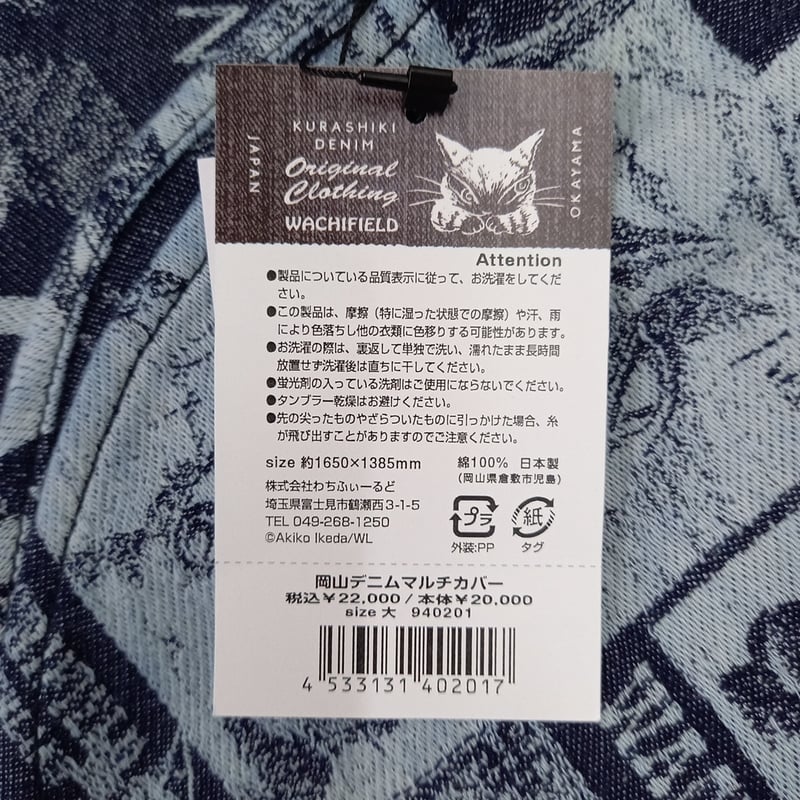 KURASHIKI
DENIM
Original
Clothing
WACHIFIELD
JAPAN
OKAYAMA
Attention
●製品についている品質表示に従って、お洗濯をしてくだ
さい。
●この製品は、摩擦（特に湿った状態での摩擦）や汗、雨
により色落ちし他の衣類に色移りする可能性があります。
●お洗濯の際は、裏返して単独で洗い、濡れたまま長時間
放置せず洗濯後は直ちに干してください。
●蛍光剤の入っている洗剤はご使用にならないでください。
●タンブラー乾燥はお避けください。
●先の尖ったものやざらついたものに引っかけた場合、糸
が飛び出すことがありますのでご注意ください。
size 約1650×1385mm
綿100% 日本製
(岡山県倉敷市児島)
株式会社わちふぃーるど
埼玉県富士見市鶴瀬西3-1-5
TEL 049-268-1250
©Akiko Ikeda/WL
プラ
外装:PP
紙
タグ
岡山デニムマルチカバー
税込￥22,000/本体￥20,000
size 大 940201
4 533131 402017